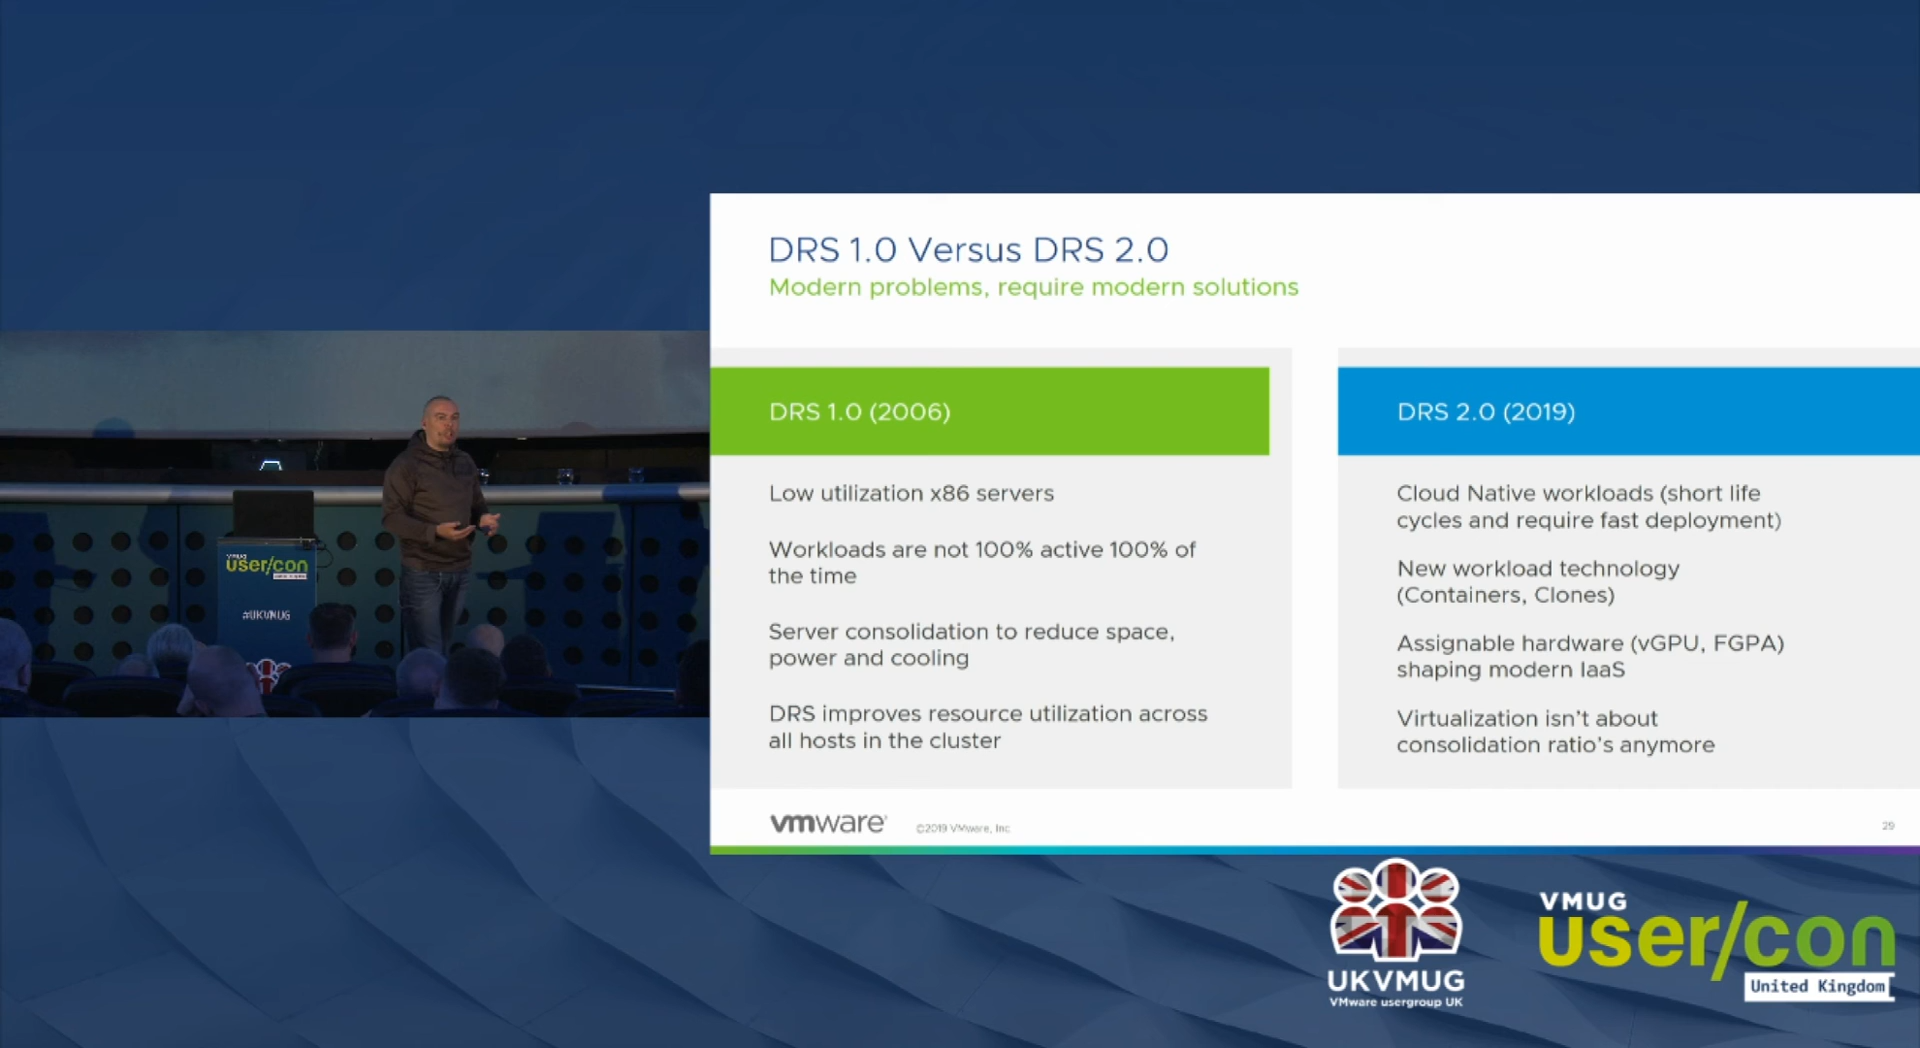 DRS 1.0 Versus DRS 2.0
Modern problems, require modern solutions
DRS 1.0 (2006)
Low utilization x86 servers
Workloads are not 100% active 100% of
the time
Server consolidation to reduce space,
power and cooling
DRS improves resource utilization across
all hosts in the cluster
DRS 2.0 (2019)
Cloud Native workloads (short life
cycles and require fast deployment)
New workload technology
(Containers, Clones)
Assignable hardware (vGPU, FGPA)
shaping modern IaaS
Virtualization isn't about
consolidation ratio's anymore
vmware
©2019 VMware, Inc
29
VMUG
user/con
#UKVMUG
UKVMUG
VMware usergroup UK
VMUG
user/con
United Kingdom